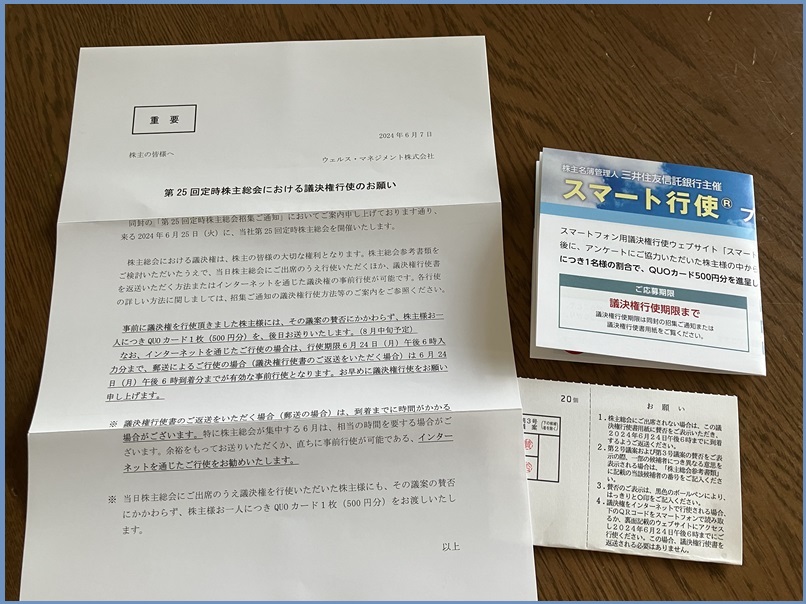 重 要
2024年6月7日
株主の皆様へ
ウェルス・マネジメント株式会社
第25回定時株主総会における議決権行使のお願い
同封の「第25回定時株主総会招集ご通知」においてご案内申し上げております通り、
来る2024年6月25日（火）に、当社第25回定時株主総会を開催いたします。
株主総会における議決権は、株主の皆様の大切な権利となります。株主総会参考書類を
ご検討いただいたうえで、当日株主総会にご出席のうえ行使いただくほか、議決権行使書
を返送いただく方法またはインターネットを通じた議決権の事前行使が可能です。各行使
の詳しい方法に関しましては、招集ご通知の議決権行使方法等のご案内をご参照ください。
事前に議決権を行使頂きました株主様には、その議案の賛否にかかわらず、株主様お一
人につきQUOカード1枚（500円分）を、後日お送りいたします。（8月中旬予定）
なお、インターネットを通じたご行使の場合は、行使期限6月24日（月）午後6時入
力分まで、郵送によるご行使の場合（議決権行使書のご返送をいただく場合）は6月24
日（月）午後6時到着分までが有効な事前行使となります。お早めに議決権行使をお願い
申し上げます。
※ 議決権行使書のご返送をいただく場合（郵送の場合）は、到着までに時間がかかる
場合がございます。特に株主総会が集中する6月は、相当の時間を要する場合がご
ざいます。余裕をもってお送りいただくか、直ちに事前行使が可能である、インター
ネットを通じたご行使をお勧めいたします。
※ 当日株主総会にご出席のうえ議決権を行使いただいた株主様にも、その議案の賛否
にかかわらず、株主様お一人につきQUOカード1枚（500円分）をお渡しいたし
ます。
以上
株主名簿管理人 三井住友信託銀行主催
スマート行使® プ
スマートフォン用議決権行使ウェブサイト「スマート
後に、アンケートにご協力いただいた株主様の中から
につき1名様の割合で、QUOカード500円分を進呈し
ご応募期限
議決権行使期限まで
議決権行使期限は同封の招集ご通知または
議決権行使書用紙をご覧ください。
20個
第3号
お 願 い
1. 株主総会にご出席されない場合は、この議
決権行使書用紙に賛否をご表示いただき、
2024年6月24日午後6時までに到着
するようご返送ください。
2. 第2号議案および第3号議案の賛否をご表
示の際、一部の候補者につき異なる意思を
表示される場合は、「株主総会参考書類」
に記載の当該候補者の番号をご記入ください。
3. 賛否のご表示は、黒色のボールペンにより、
はっきりと○印をご記入ください。
4. 議決権をインターネットで行使される場合、
下のQRコードをスマートフォンで読み取
るか、裏面記載のウェブサイトにアクセス
し2024年6月24日午後6時までにご
行使ください。この場合、議決権行使書を
返送される必要はありません。